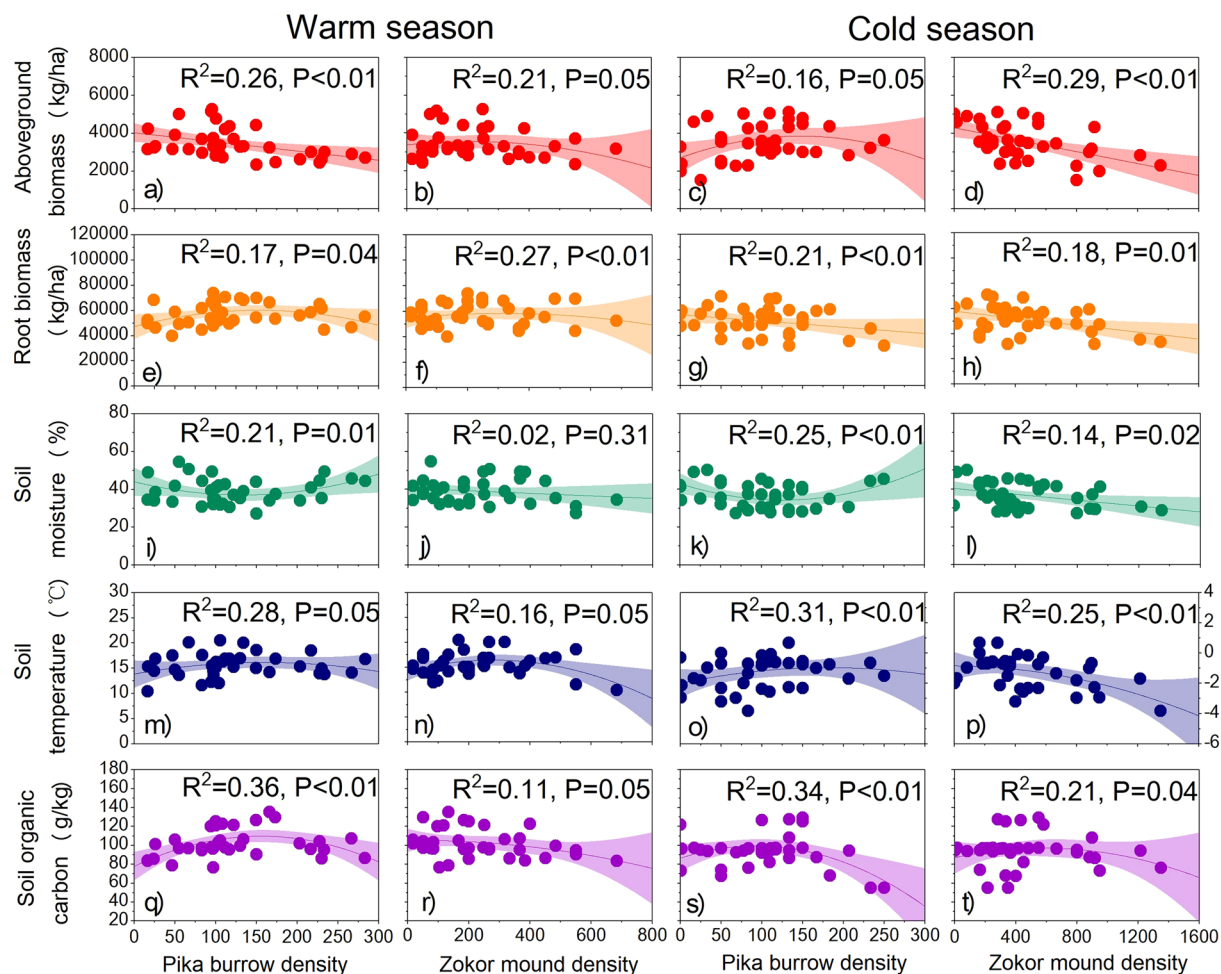 Warm season
Cold season
Aboveground
biomass ( kg/ha)
8000
6000
4000
2000
0
R²=0.26, P<0.01
a)
R²=0.21, P=0.05
b)
R²=0.16, P=0.05
c)
R²=0.29, P<0.01
d)
Root biomass
( kg/ha)
120000
100000
80000
60000
40000
20000
0
R²=0.17, P=0.04
e)
R²=0.27, P<0.01
f)
R²=0.21, P<0.01
g)
R²=0.18, P=0.01
h)
Soil
moisture ( %)
80
60
40
20
0
R²=0.21, P=0.01
i)
R²=0.02, P=0.31
j)
R²=0.25, P<0.01
k)
R²=0.14, P=0.02
l)
Soil
temperature ( ℃)
30
25
20
15
10
5
0
R²=0.28, P=0.05
m)
R²=0.16, P=0.05
n)
R²=0.31, P<0.01
o)
R²=0.25, P<0.01
p)
4
2
0
-2
-4
-6
Soil organic
carbon ( g/kg)
180
160
140
120
100
80
60
40
20
R²=0.36, P<0.01
q)
R²=0.11, P=0.05
r)
R²=0.34, P<0.01
s)
R²=0.21, P=0.04
t)
0 50 100 150 200 250 300
0 200 400 600 800
0 50 100 150 200 250 300
0 400 800 1200 1600
Pika burrow density
Zokor mound density
Pika burrow density
Zokor mound density